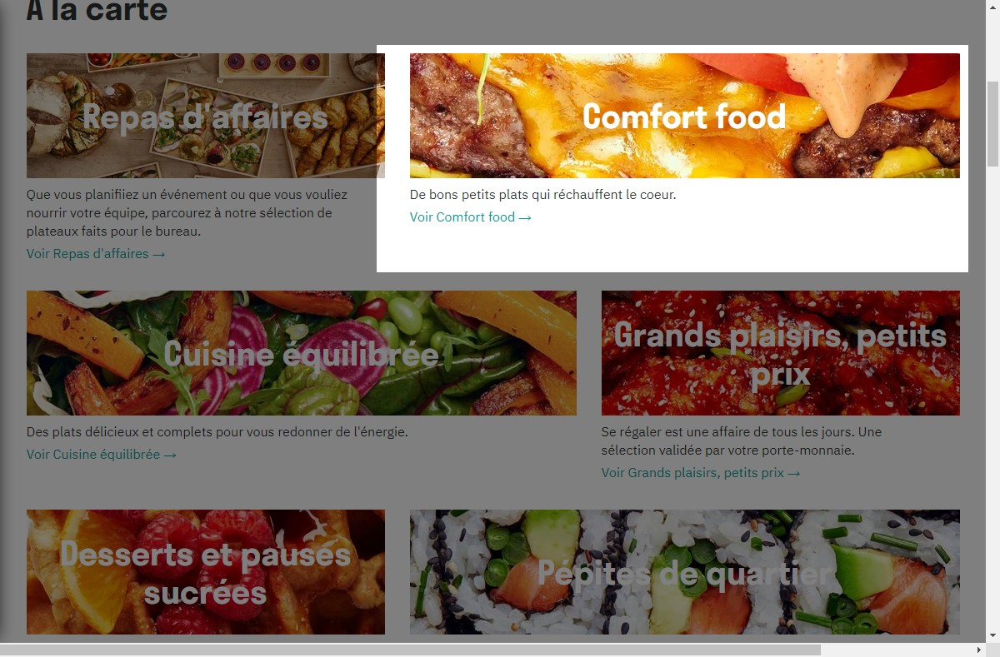 À la carte
Repas d'affaires
Comfort food
Que vous planifiiez un événement ou que vous vouliez
nourrir votre équipe, parcourez à notre sélection de
plateaux faits pour le bureau.
Voir Repas d'affaires →
De bons petits plats qui réchauffent le coeur.
Voir Comfort food →
Cuisine équilibrée
Grands plaisirs, petits
prix
Des plats délicieux et complets pour vous redonner de l'énergie.
Voir Cuisine équilibrée →
Se régaler est une affaire de tous les jours. Une
sélection validée par votre porte-monnaie.
Voir Grands plaisirs, petits prix →
Desserts et pauses
sucrées
Pépites de quartier